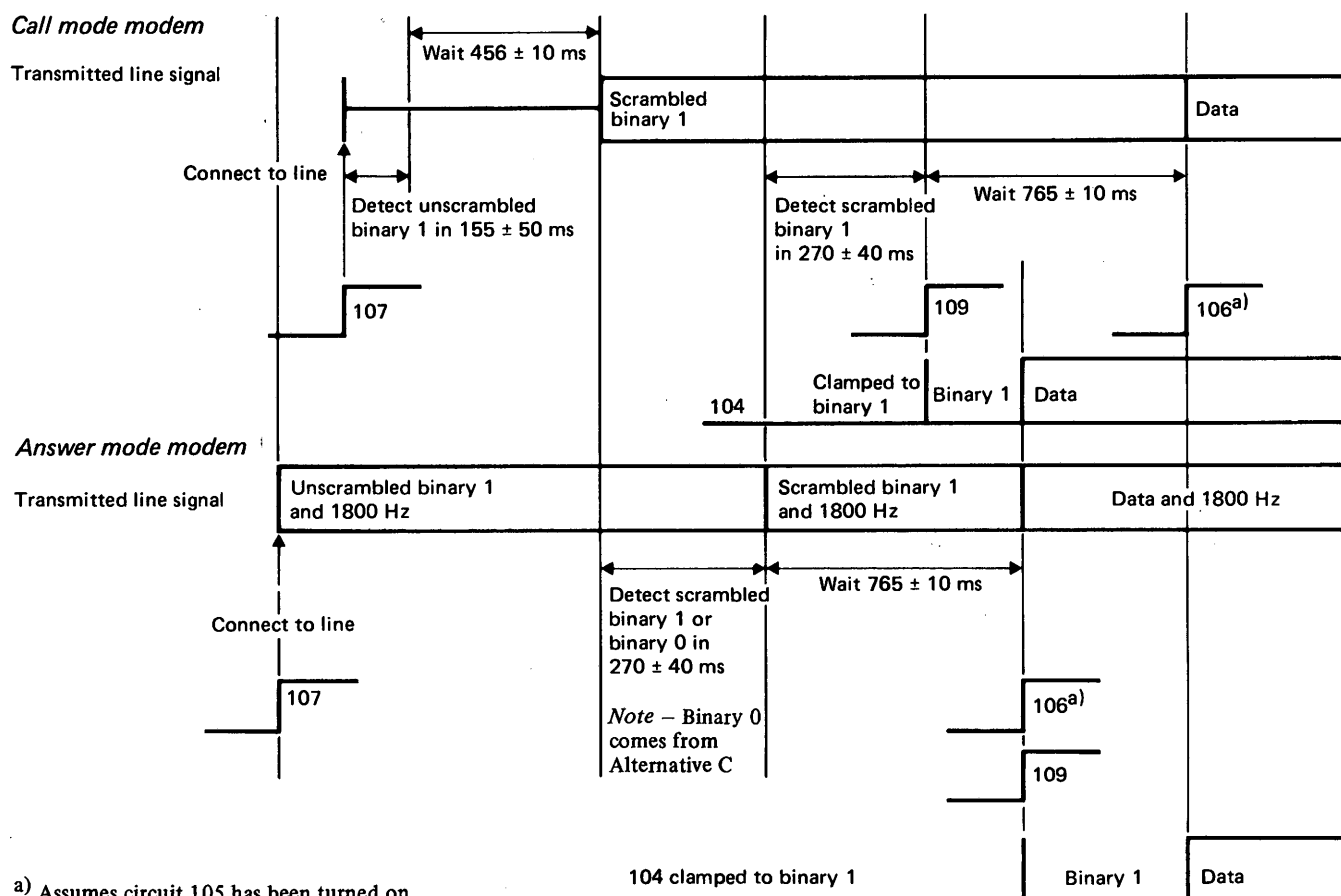 Call mode modem
Wait 456 ± 10 ms
Transmitted line signal
Scrambled
binary 1
Data
Connect to line
Detect unscrambled
binary 1 in 155 ± 50 ms
Detect scrambled
binary 1
in 270 ± 40 ms
Wait 765 ± 10 ms
107
109
106a)
104
Clamped to
binary 1
Binary 1
Data
Answer mode modem
Transmitted line signal
Unscrambled binary 1
and 1800 Hz
Scrambled binary 1
and 1800 Hz
Data and 1800 Hz
Connect to line
Detect scrambled
binary 1 or
binary 0 in
270 ± 40 ms
Wait 765 ± 10 ms
Note – Binary 0
comes from
Alternative C
107
106a)
109
104 clamped to binary 1
Binary 1
Data
a) Assumes circuit 105 has been turned on